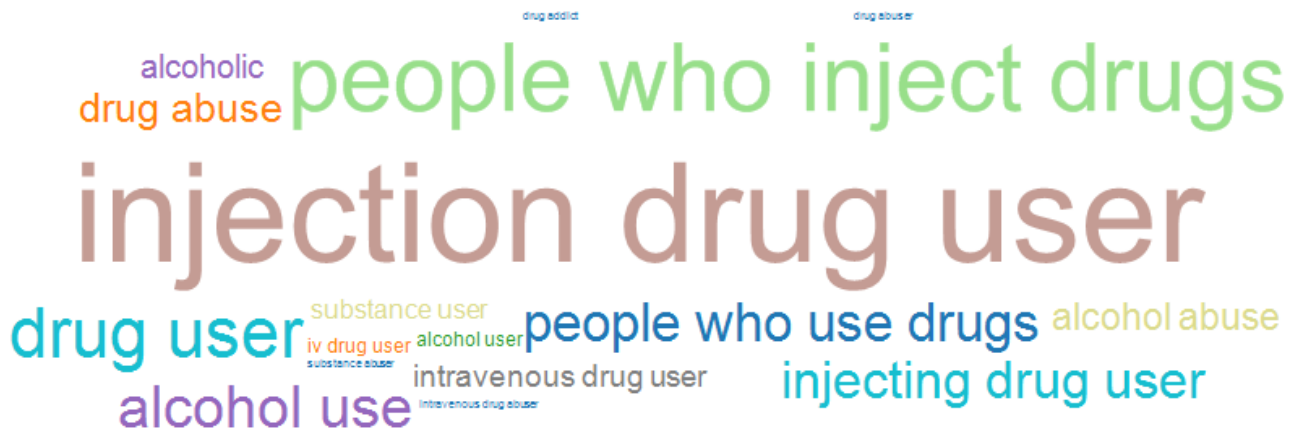 drug addict
drug abuser
alcoholic
people who inject drugs
drug abuse
injection drug user
substance user
people who use drugs
alcohol abuse
drug user
iv drug user
alcohol user
substance abuser
intravenous drug user
injecting drug user
alcohol use
intravenous drug abuser